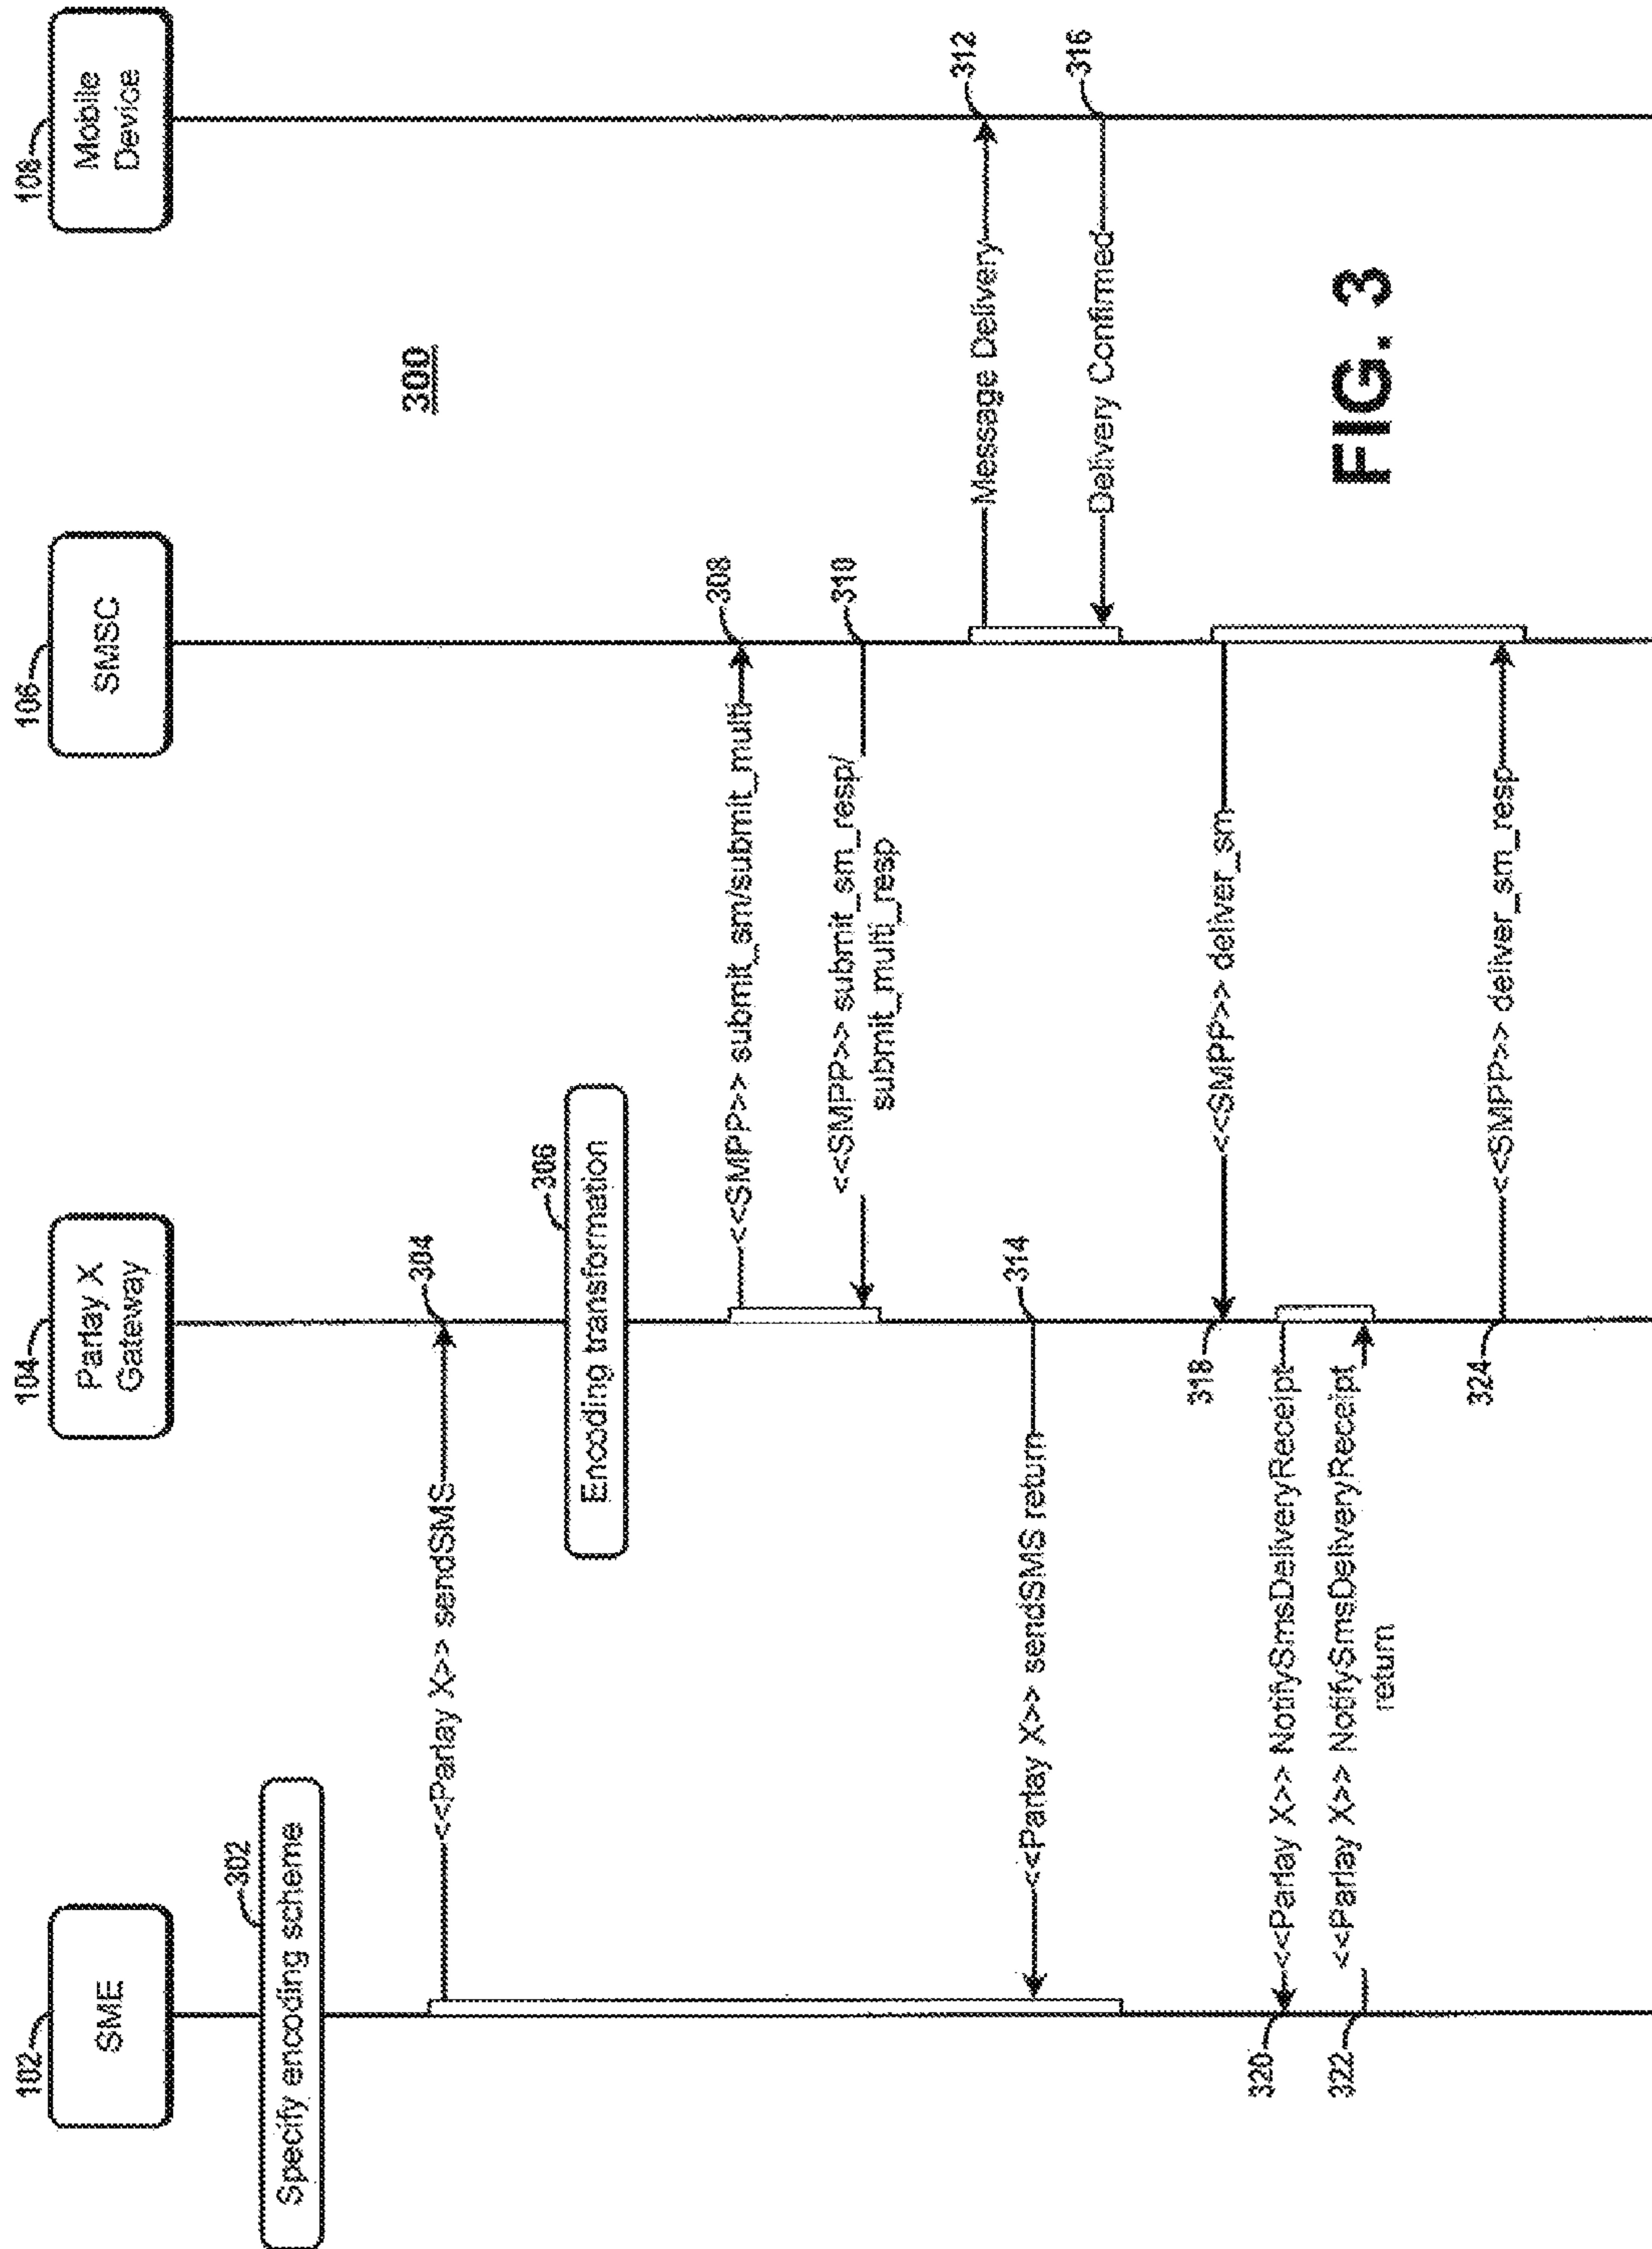 102
SME
104
Parlay X
Gateway
106
SMSC
108
Mobile
Device
302
Specify encoding scheme
300
<<Parlay X>> sendSMS
304
306
Encoding transformation
<<SMPP>> submit_sm/submit_multi
308
<<SMPP>> submit_sm_resp/
submit_multi_resp
310
Message Delivery
312
<<Parlay X>> sendSMS return
314
Delivery Confirmed
316
318
<<SMPP>> deliver_sm
320
<<Parlay X>> NotifySmsDeliveryReceipt
322
<<Parlay X>> NotifySmsDeliveryReceipt
return
324
<<SMPP>> deliver_sm_resp
FIG. 3